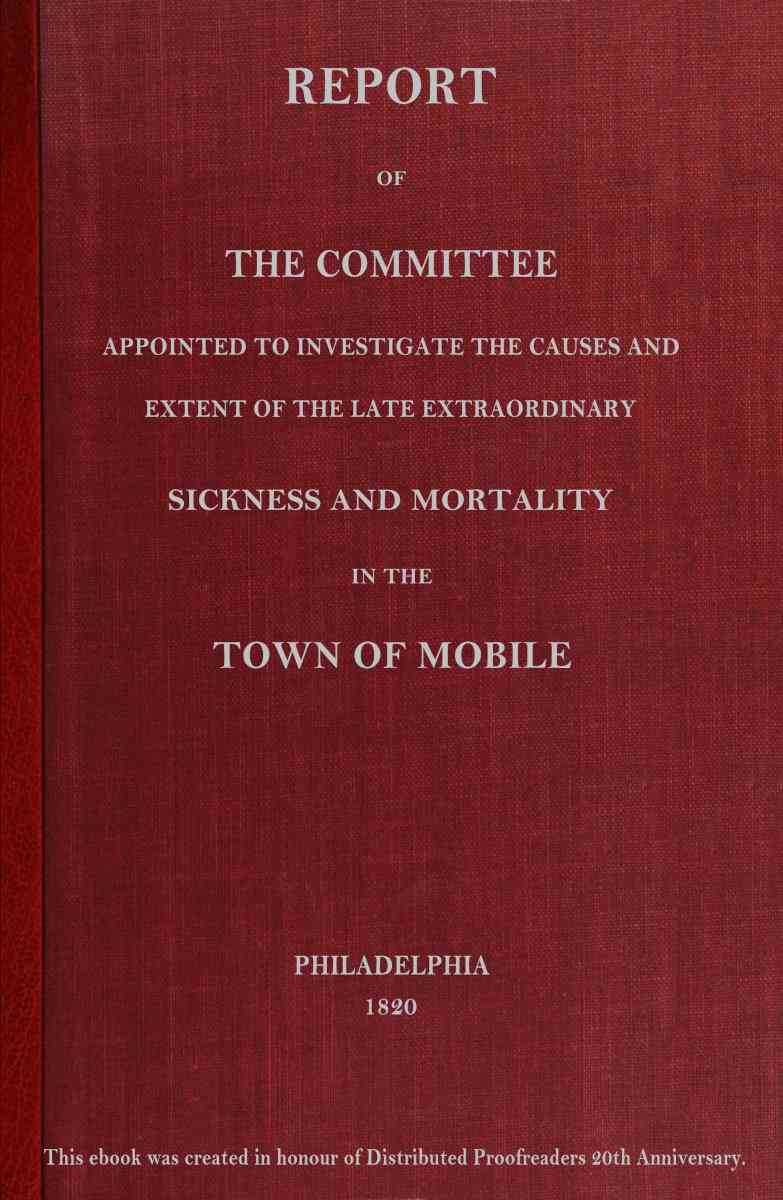 REPORT
OF
THE COMMITTEE
APPOINTED TO INVESTIGATE THE CAUSES AND
EXTENT OF THE LATE EXTRAORDINARY
SICKNESS AND MORTALITY
IN THE
TOWN OF MOBILE
PHILADELPHIA
1820
This ebook was created in honour of Distributed Proofreaders 20th Anniversary.